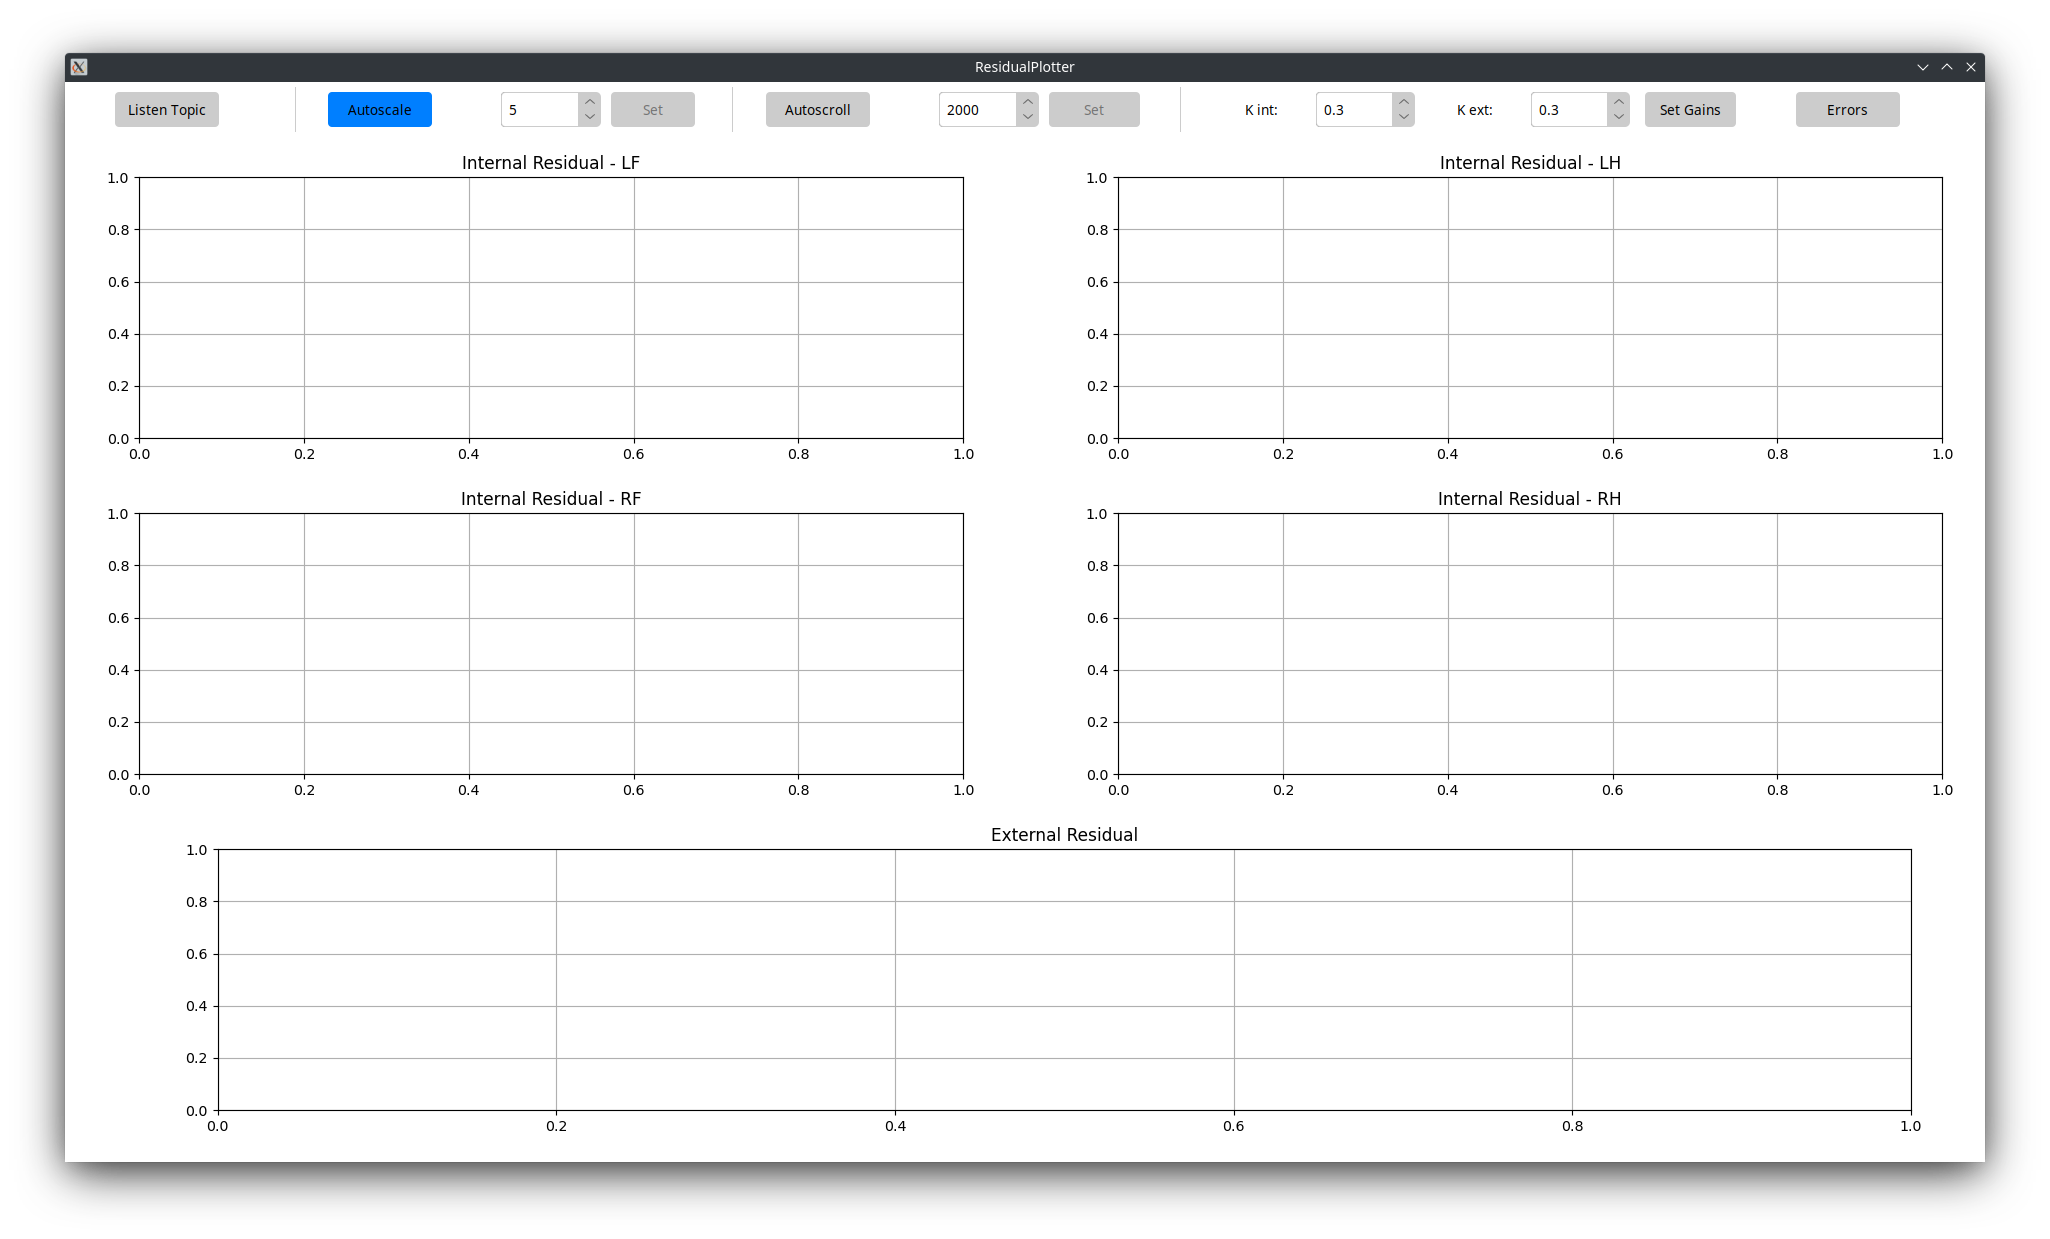 ResidualPlotter
Listen Topic Autoscale 5 Set Autoscroll 2000 Set K int: 0.3 K ext: 0.3 Set Gains Errors
Internal Residual - LF
1.0
0.8
0.6
0.4
0.2
0.0
0.0 0.2 0.4 0.6 0.8 1.0
Internal Residual - LH
1.0
0.8
0.6
0.4
0.2
0.0
0.0 0.2 0.4 0.6 0.8 1.0
Internal Residual - RF
1.0
0.8
0.6
0.4
0.2
0.0
0.0 0.2 0.4 0.6 0.8 1.0
Internal Residual - RH
1.0
0.8
0.6
0.4
0.2
0.0
0.0 0.2 0.4 0.6 0.8 1.0
External Residual
1.0
0.8
0.6
0.4
0.2
0.0
0.0 0.2 0.4 0.6 0.8 1.0